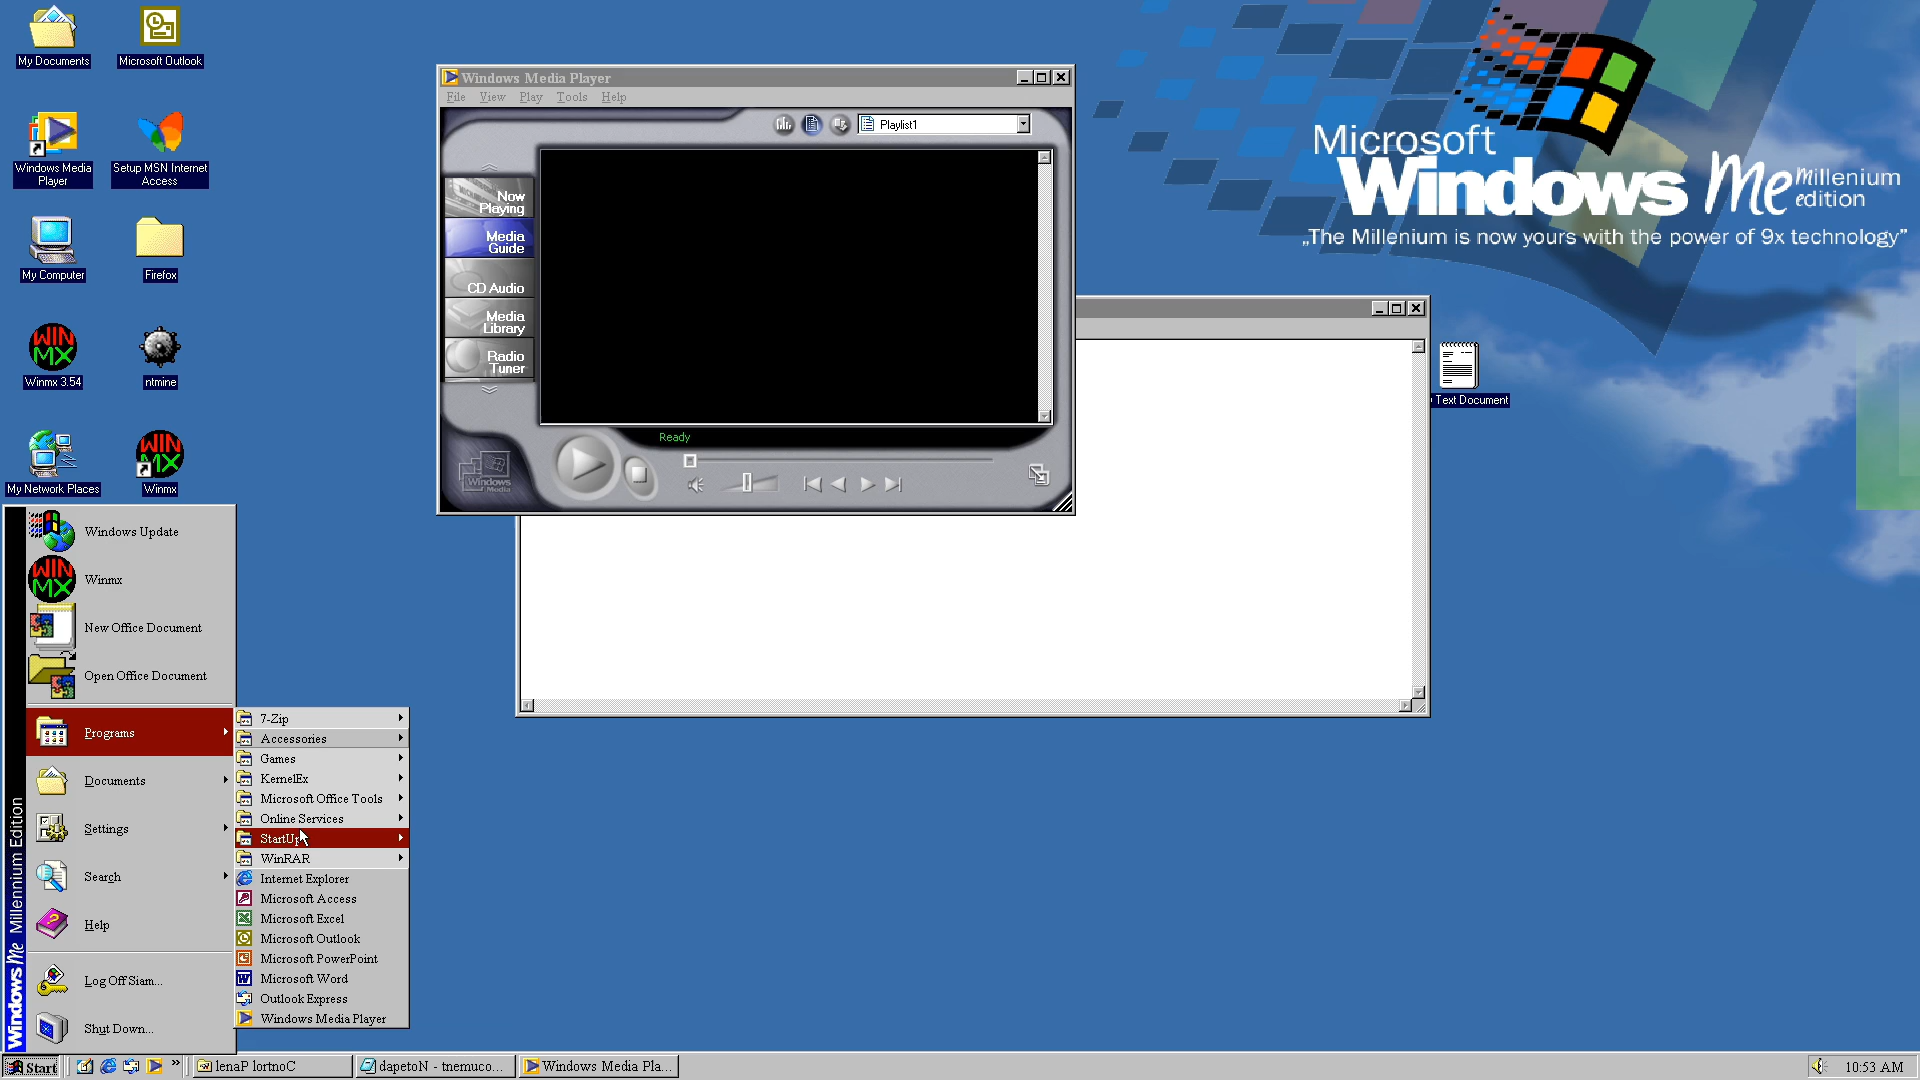 My Documents
Microsoft Outlook
Windows Media
Player
Setup MSN Internet
Access
My Computer
Firefox
Winmx 3.54
ntmine
My Network Places
Winmx
Microsoft
Windows Me Millenium
edition
„The Millenium is now yours with the power of 9x technology”
Windows Media Player
File View Play Tools Help
Playlist1
Now
Playing
Media
Guide
CD Audio
Media
Library
Radio
Tuner
Ready
Windows
Media
Text Document
Windows Update
Winmx
New Office Document
Open Office Document
Programs
Documents
Settings
Search
Help
Log Off Siam...
Shut Down...
Windows Me Millennium Edition
7-Zip
Accessories
Games
KernelEx
Microsoft Office Tools
Online Services
StartUp
WinRAR
Internet Explorer
Microsoft Access
Microsoft Excel
Microsoft Outlook
Microsoft PowerPoint
Microsoft Word
Outlook Express
Windows Media Player
Start
lenaP lortnoC
dapetoN - tnemuco...
Windows Media Pla...
10:53 AM